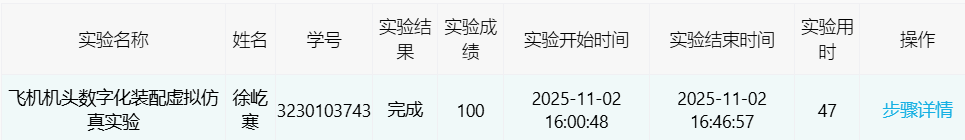 实验名称
姓名
学号
实验结
果
实验成
绩
实验开始时间
实验结束时间
实验用
时
操作
飞机机头数字化装配虚拟仿
真实验
徐屹
寒
3230103743
完成
100
2025-11-02
16:00:48
2025-11-02
16:46:57
47
步骤详情